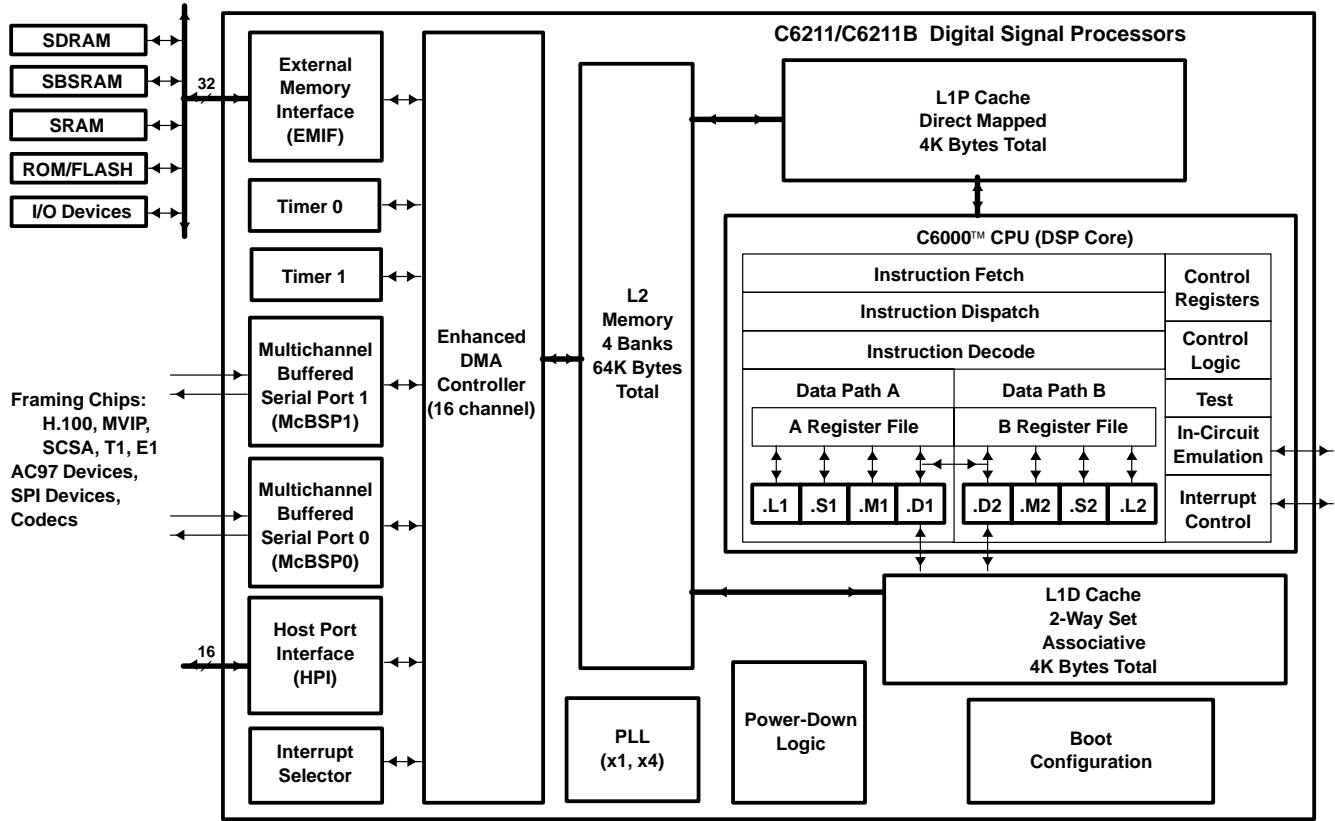 C6211/C6211B Digital Signal Processors
SDRAM
SBSRAM
SRAM
ROM/FLASH
I/O Devices
32
External
Memory
Interface
(EMIF)
Timer 0
Timer 1
Multichannel
Buffered
Serial Port 1
(McBSP1)
Framing Chips:
H.100, MVIP,
SCSA, T1, E1
AC97 Devices,
SPI Devices,
Codecs
Multichannel
Buffered
Serial Port 0
(McBSP0)
16
Host Port
Interface
(HPI)
Interrupt
Selector
Enhanced
DMA
Controller
(16 channel)
L2
Memory
4 Banks
64K Bytes
Total
L1P Cache
Direct Mapped
4K Bytes Total
C6000™ CPU (DSP Core)
Instruction Fetch
Instruction Dispatch
Instruction Decode
Data Path A
Data Path B
A Register File
B Register File
.L1 .S1 .M1 .D1
.D2 .M2 .S2 .L2
Control
Registers
Control
Logic
Test
In-Circuit
Emulation
Interrupt
Control
L1D Cache
2-Way Set
Associative
4K Bytes Total
PLL
(x1, x4)
Power-Down
Logic
Boot
Configuration